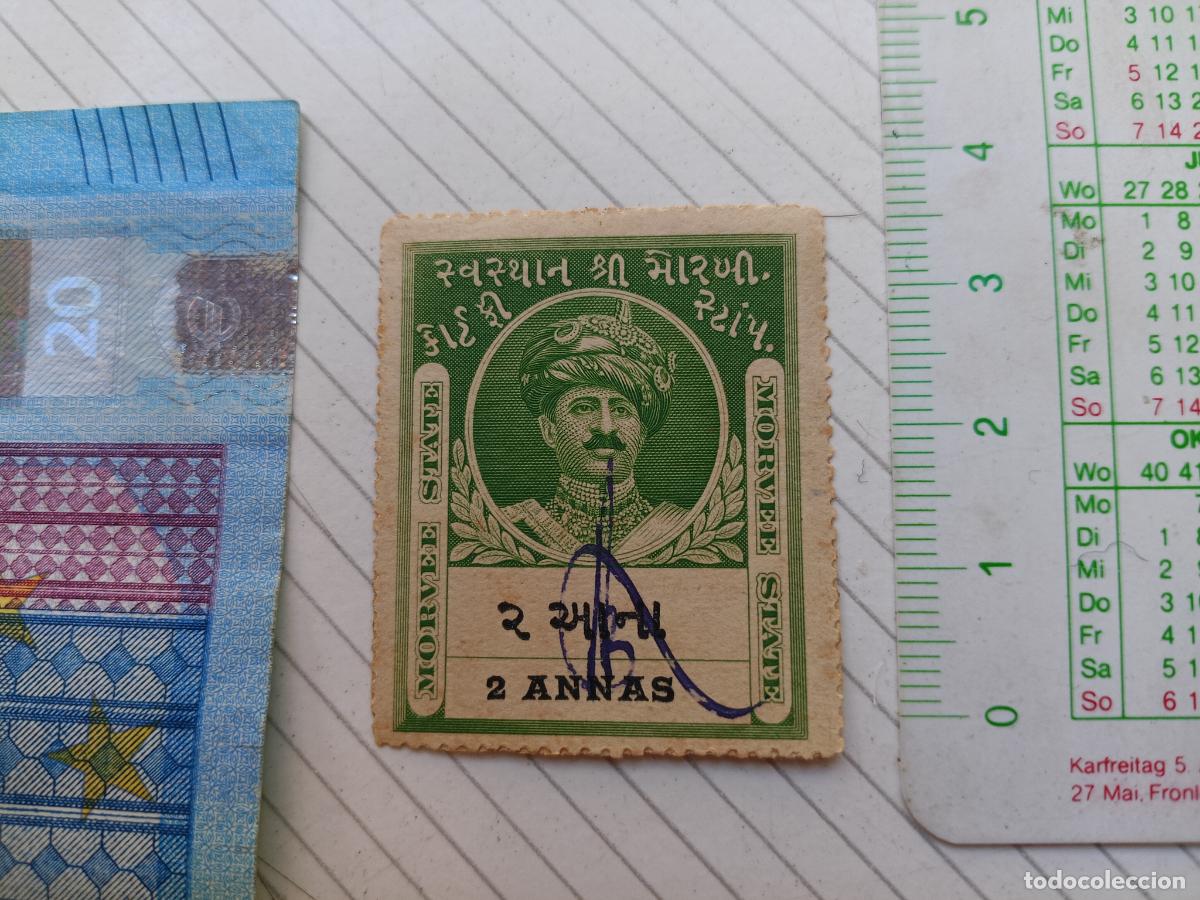 20
સ્વસ્થાન શ્રી મોરબી.
કોર્ટ ફી સ્ટાંપ.
MORVEE STATE
MORVEE STATE
૨ આના
2 ANNAS
5
4
3
2
1
0
Mi 3 10
Do 4 11
Fr 5 12
Sa 6 13
So 7 14
Wo 27 28
Mo 1 8
Di 2 9
Mi 3 10
Do 4 11
Fr 5 12
Sa 6 13
So 7 14
OK
Wo 40 41
Mo
Di 1 8
Mi 2
Do 3
Fr 4
Sa 5
So 6
Karfreitag 5.
27 Mai, Fronl
todocoleccion